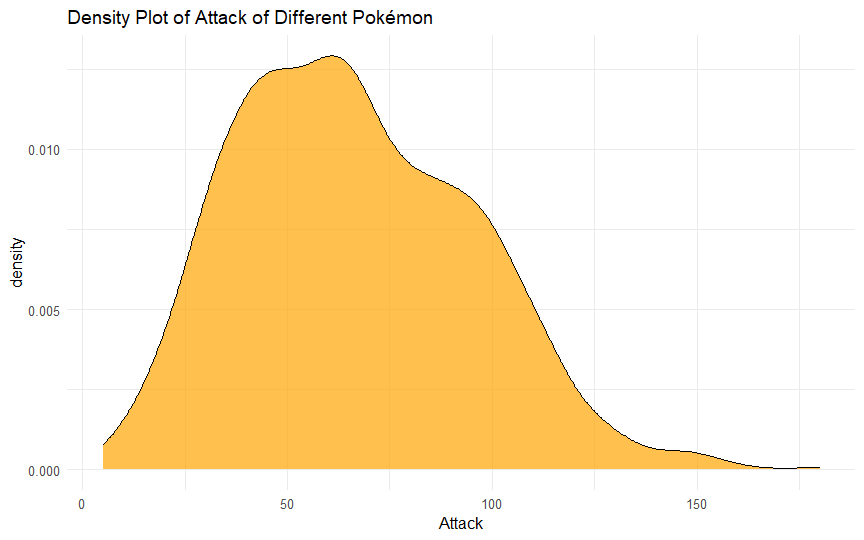 Density Plot of Attack of Different Pokémon
density
0.010
0.005
0.000
0 50 100 150
Attack